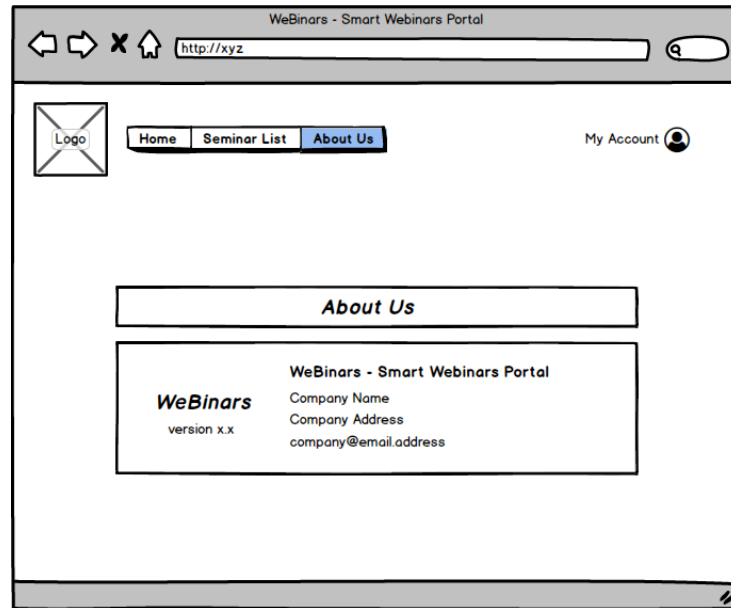 WeBinars - Smart Webinars Portal
http://xyz
Logo
Home Seminar List About Us
My Account
About Us
WeBinars
version x.x
WeBinars - Smart Webinars Portal
Company Name
Company Address
company@email.address